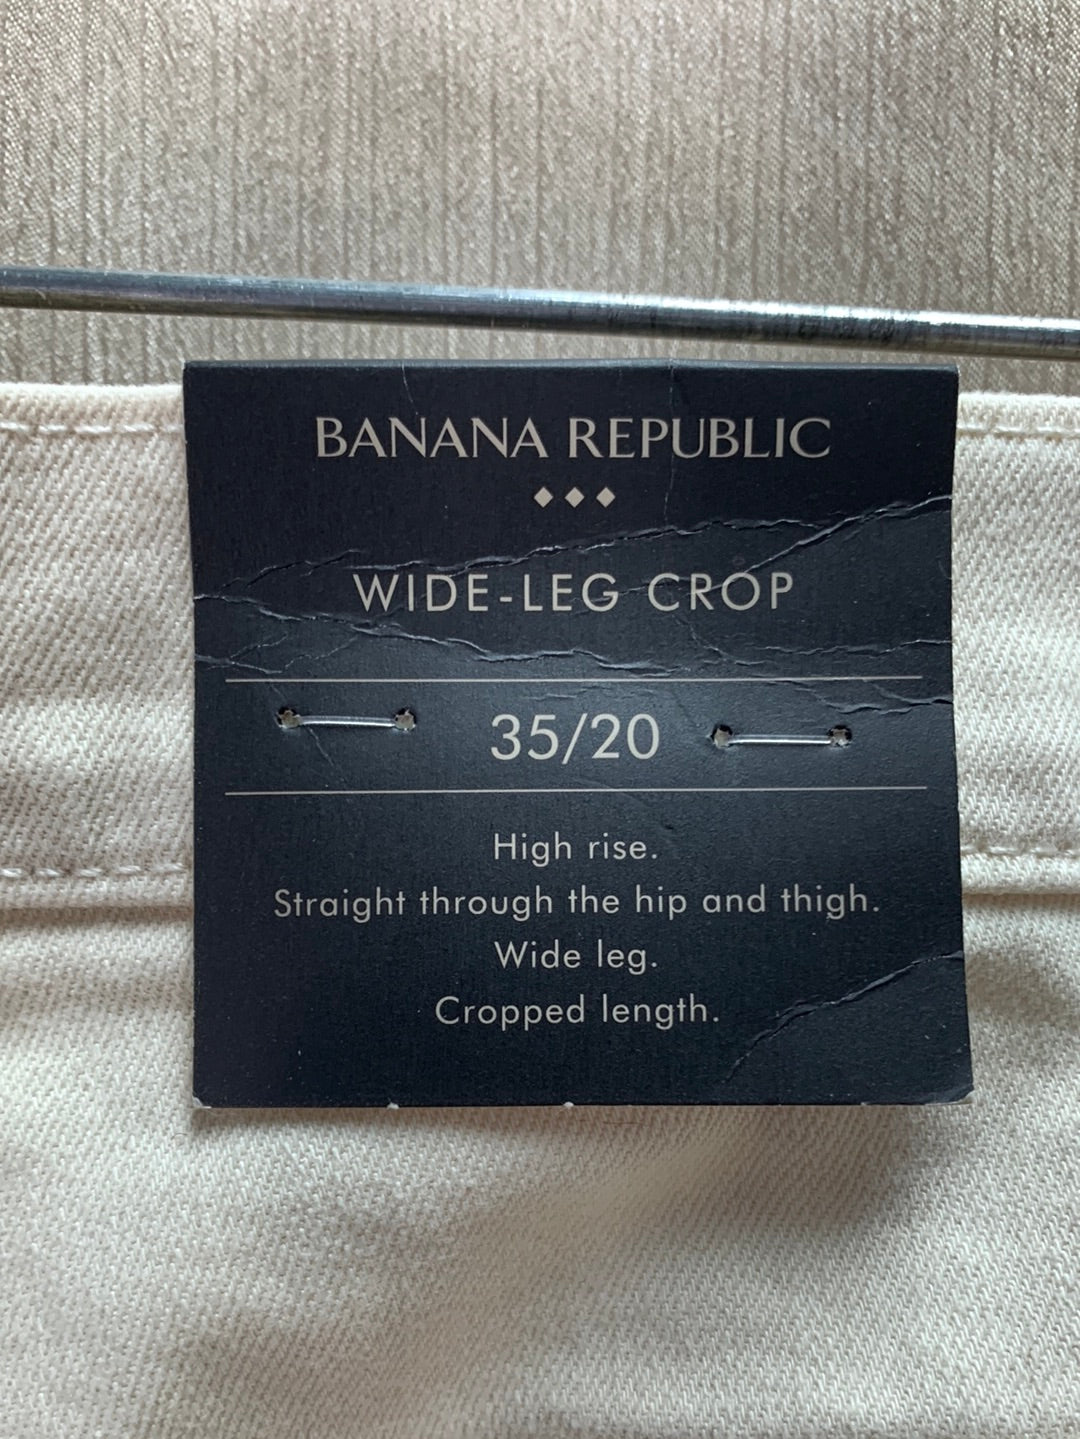 BANANA REPUBLIC
WIDE-LEG CROP
35/20
High rise.
Straight through the hip and thigh.
Wide leg.
Cropped length.